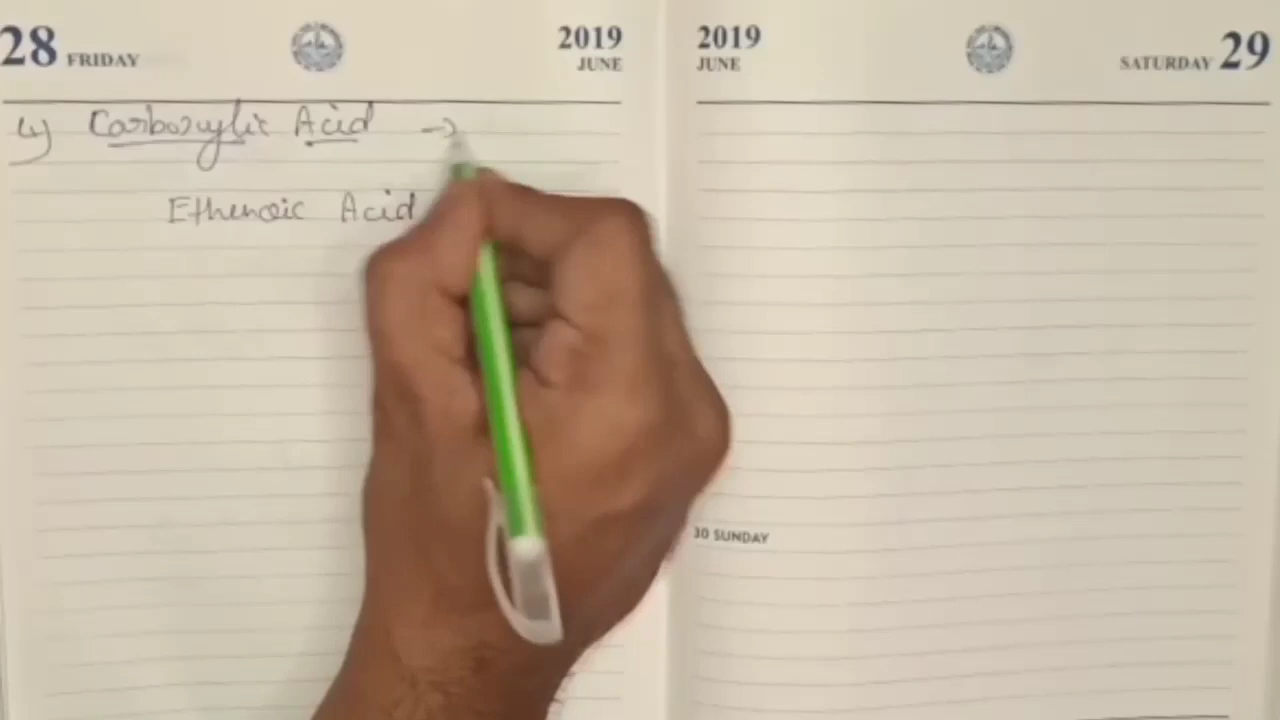 28 FRIDAY
2019
JUNE
4) Carboxylic Acid →
Ethenoic Acid
2019
JUNE
SATURDAY 29
30 SUNDAY